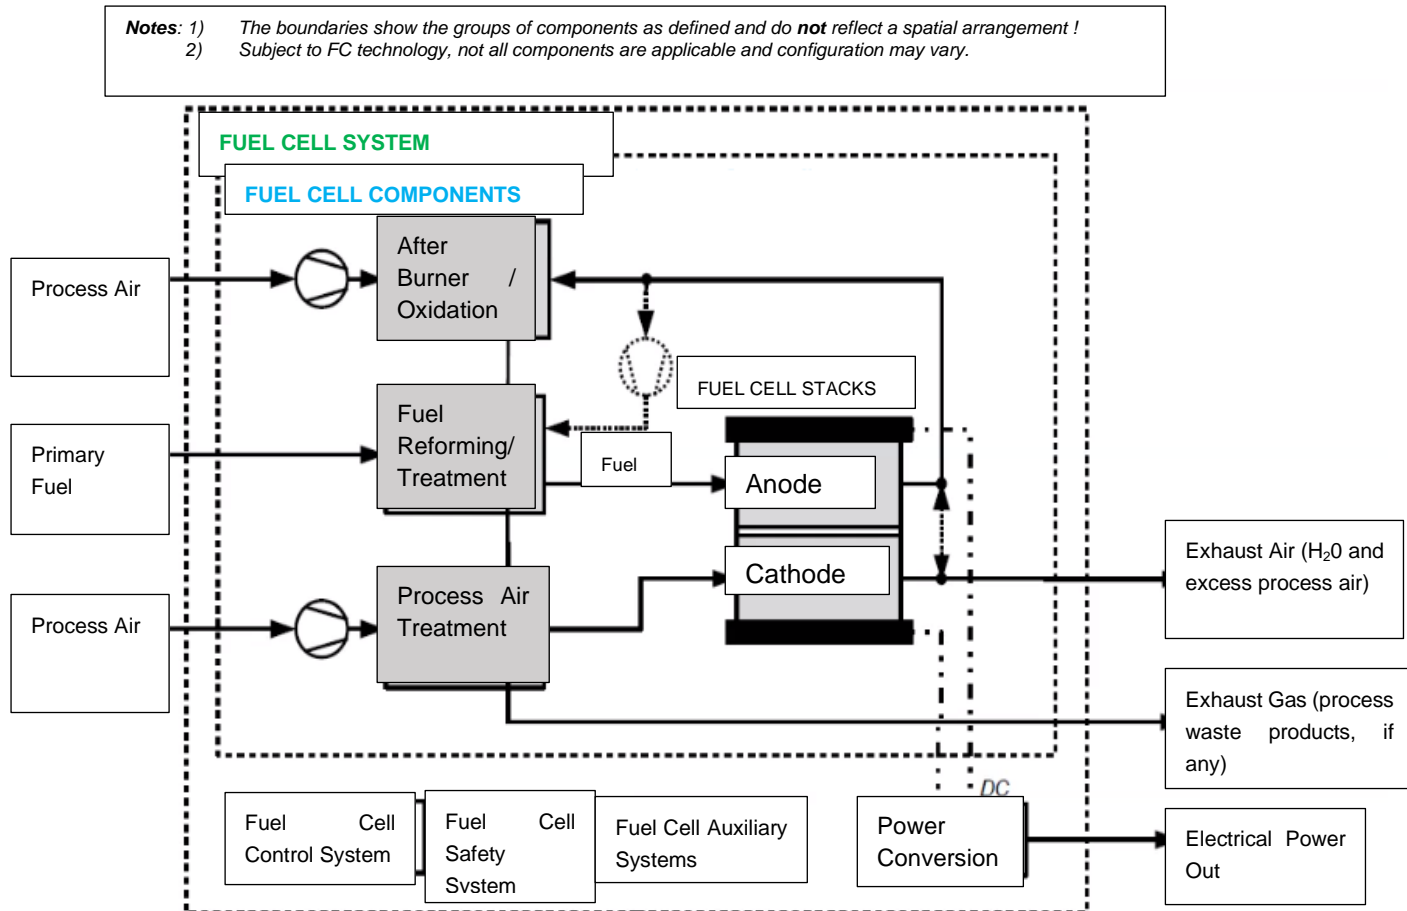 Notes: 1) The boundaries show the groups of components as defined and do not reflect a spatial arrangement !
2) Subject to FC technology, not all components are applicable and configuration may vary.
FUEL CELL SYSTEM
FUEL CELL COMPONENTS
Process Air
After
Burner /
Oxidation
FUEL CELL STACKS
Primary
Fuel
Fuel
Reforming/
Treatment
Fuel
Anode
Cathode
Process Air
Process Air
Treatment
Exhaust Air (H₂0 and
excess process air)
Exhaust Gas (process
waste products, if
any)
DC
Fuel Cell
Control System
Fuel Cell
Safety
System
Fuel Cell Auxiliary
Systems
Power
Conversion
Electrical Power
Out